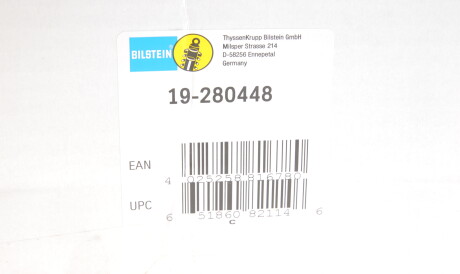 BILSTEIN
ThyssenKrupp Bilstein GmbH
Milsper Strasse 214
D-58256 Ennepetal
Germany
19-280448
EAN
4 025258 816780
UPC
6 51860 82114 6
C